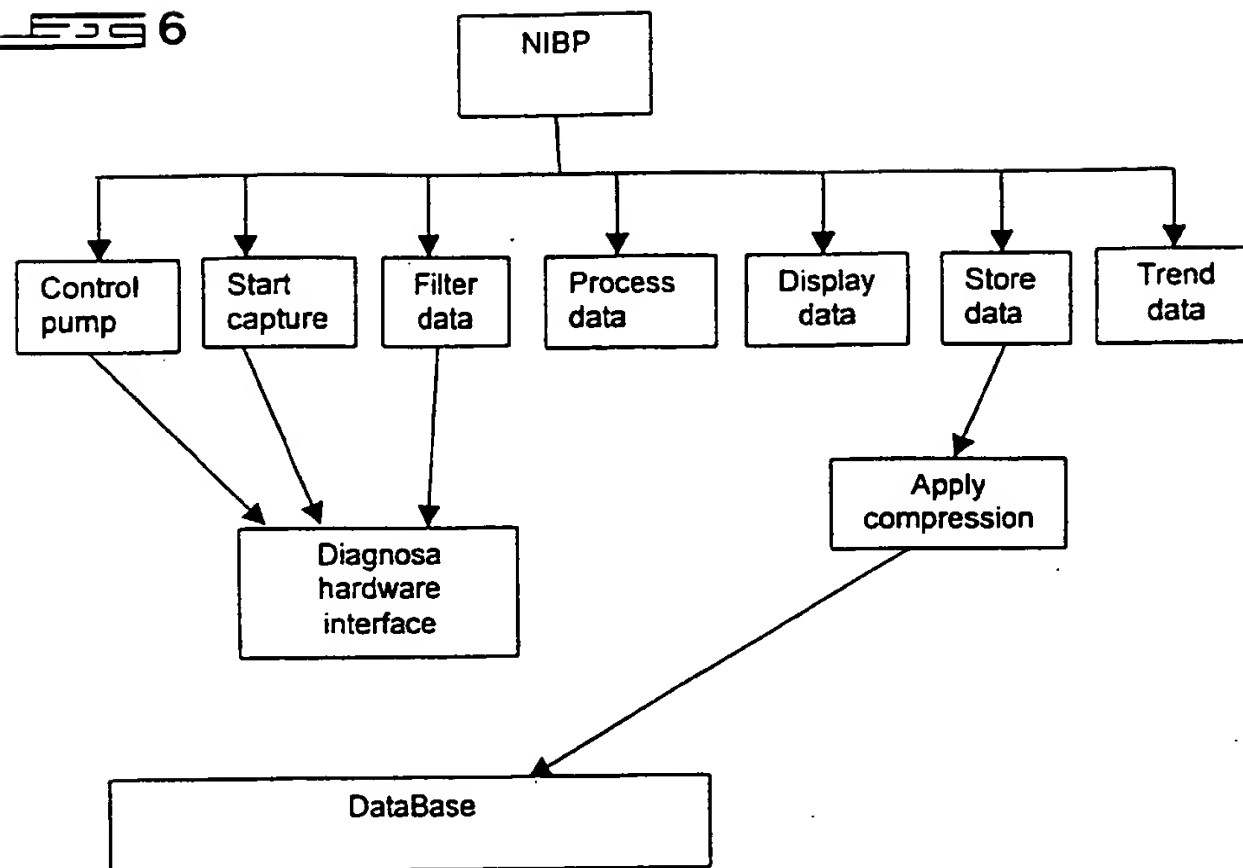 FIG 6
NIBP
Control
pump
Start
capture
Filter
data
Process
data
Display
data
Store
data
Trend
data
Apply
compression
Diagnosa
hardware
interface
DataBase